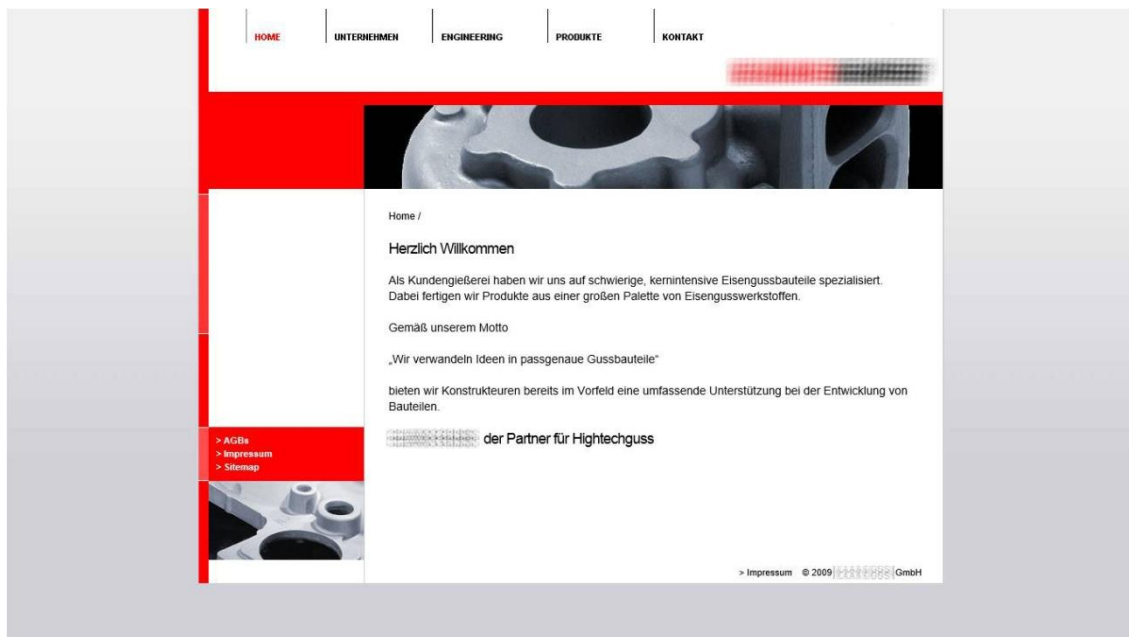 HOME UNTERNEHMEN ENGINEERING PRODUKTE KONTAKT
Home /
Herzlich Willkommen
Als Kundengießerei haben wir uns auf schwierige, kernintensive Eisengussbauteile spezialisiert.
Dabei fertigen wir Produkte aus einer großen Palette von Eisengusswerkstoffen.
Gemäß unserem Motto
„Wir verwandeln Ideen in passgenaue Gussbauteile“
bieten wir Konstrukteuren bereits im Vorfeld eine umfassende Unterstützung bei der Entwicklung von
Bauteilen.
der Partner für Hightechguss
> AGBs
> Impressum
> Sitemap
> Impressum © 2009 GmbH